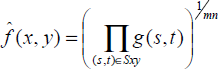 f̂(x, y) = ( ∏_{(s,t)∈Sxy} g(s,t) )^{1/mn}